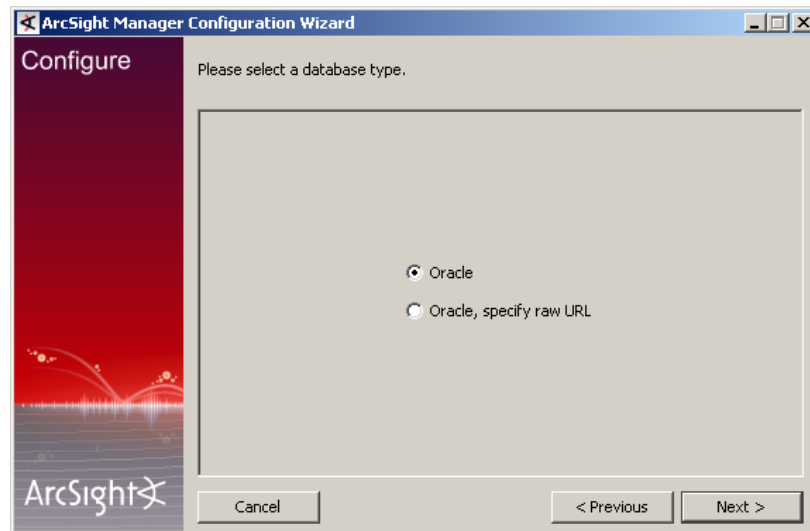 ArcSight Manager Configuration Wizard
Configure
Please select a database type.
Oracle
Oracle, specify raw URL
ArcSight
Cancel
< Previous
Next >